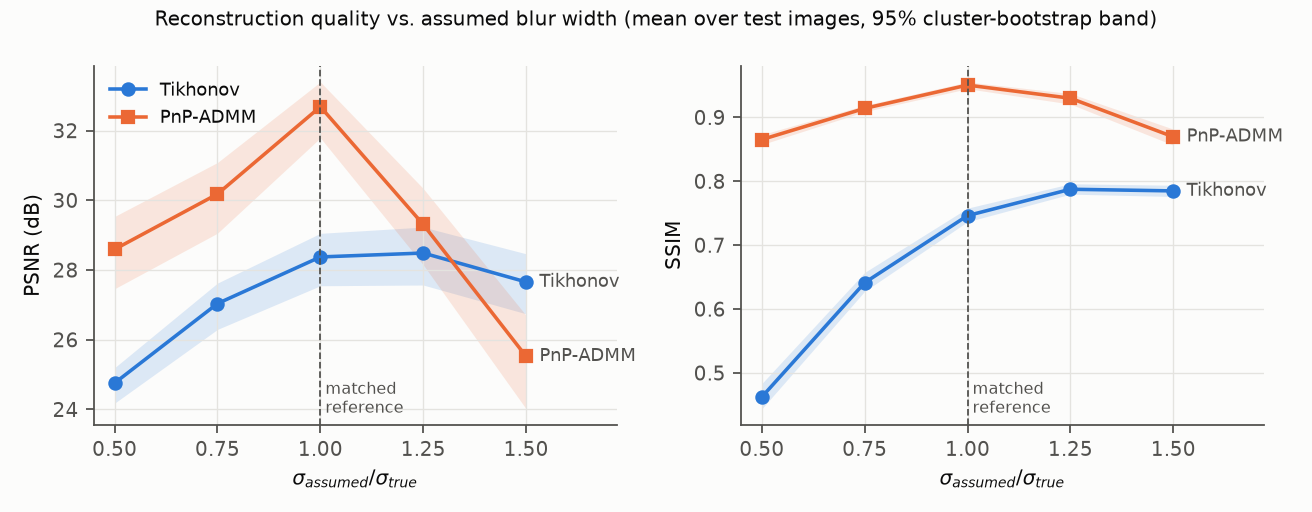 Reconstruction quality vs. assumed blur width (mean over test images, 95% cluster-bootstrap band)
Tikhonov
PnP-ADMM
PSNR (dB)
32
30
28
26
24
Tikhonov
PnP-ADMM
matched
reference
0.50 0.75 1.00 1.25 1.50
σassumed/σtrue
SSIM
0.9
0.8
0.7
0.6
0.5
PnP-ADMM
Tikhonov
matched
reference
0.50 0.75 1.00 1.25 1.50
σassumed/σtrue